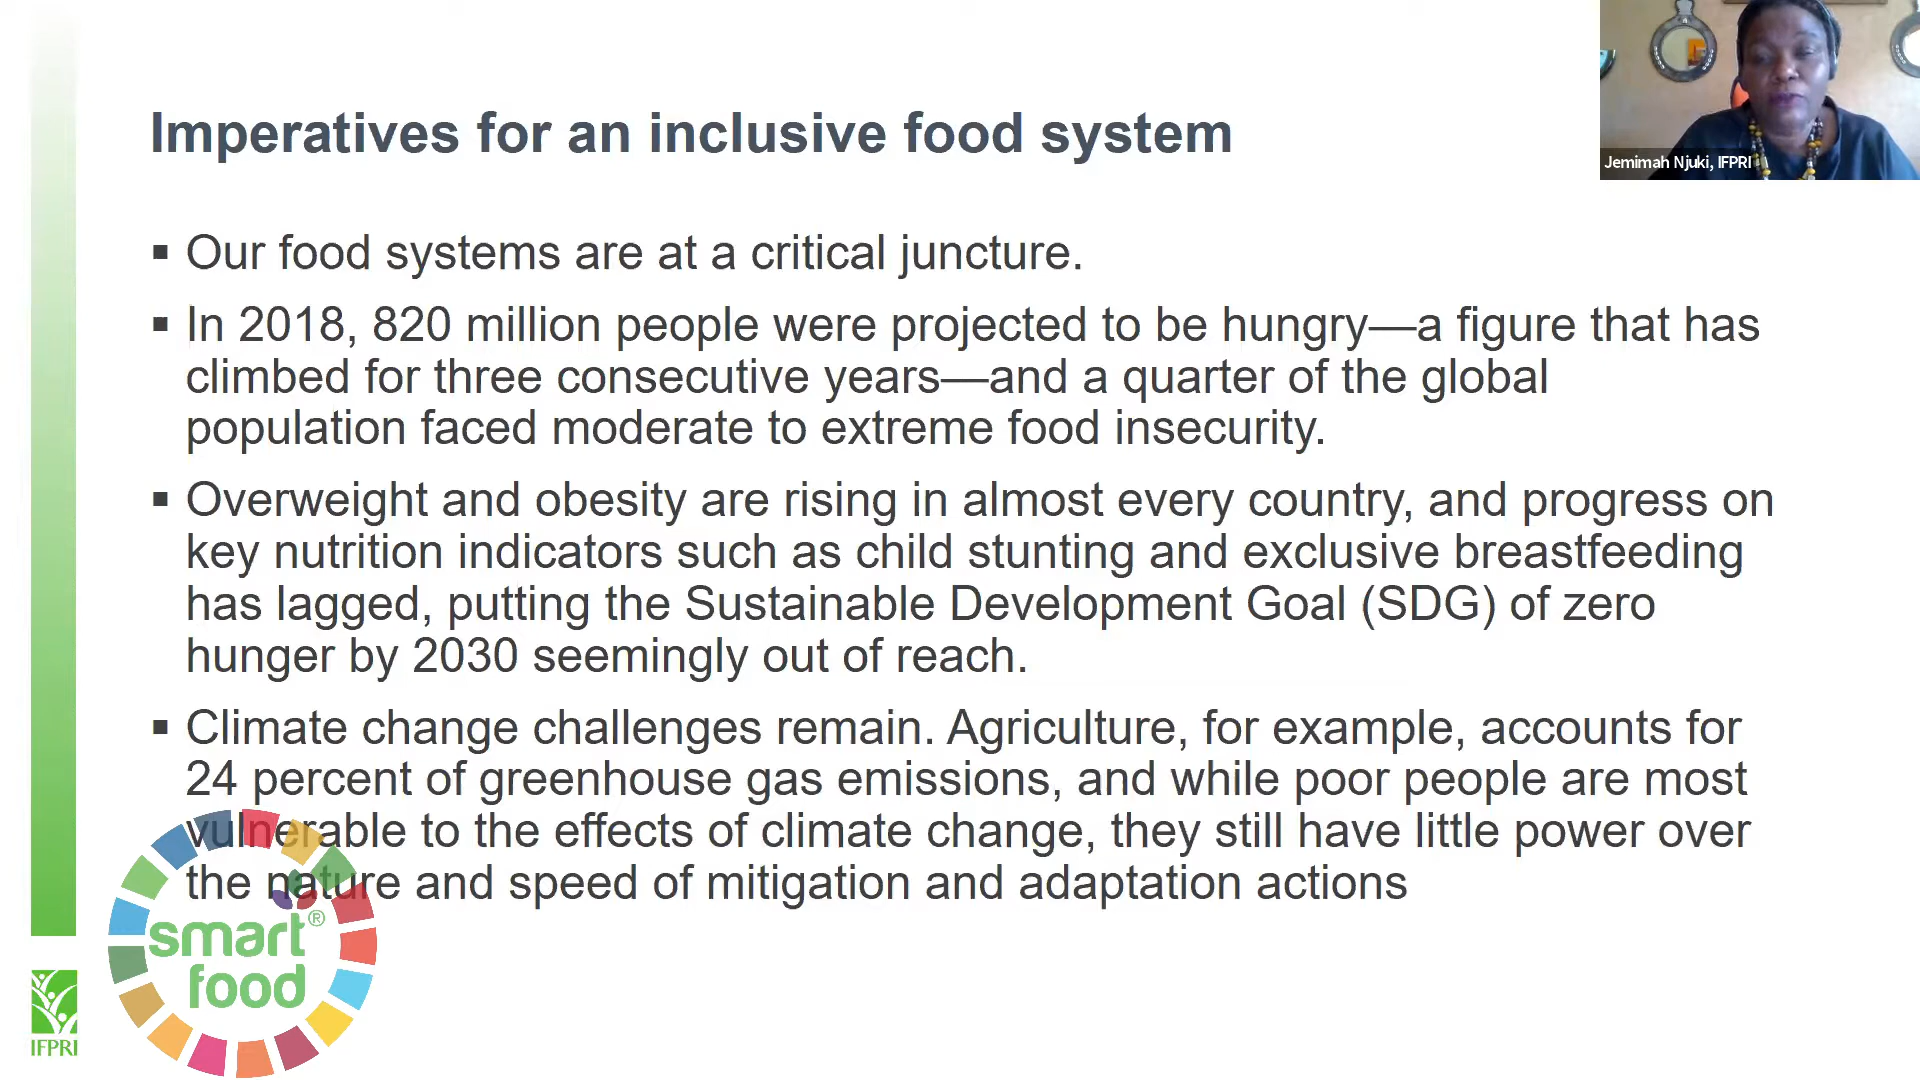 Imperatives for an inclusive food system
Jemimah Njuki, IFPRI
▪ Our food systems are at a critical juncture.
▪ In 2018, 820 million people were projected to be hungry—a figure that has
climbed for three consecutive years—and a quarter of the global
population faced moderate to extreme food insecurity.
▪ Overweight and obesity are rising in almost every country, and progress on
key nutrition indicators such as child stunting and exclusive breastfeeding
has lagged, putting the Sustainable Development Goal (SDG) of zero
hunger by 2030 seemingly out of reach.
▪ Climate change challenges remain. Agriculture, for example, accounts for
24 percent of greenhouse gas emissions, and while poor people are most
vulnerable to the effects of climate change, they still have little power over
the nature and speed of mitigation and adaptation actions
smart®
food
IFPRI